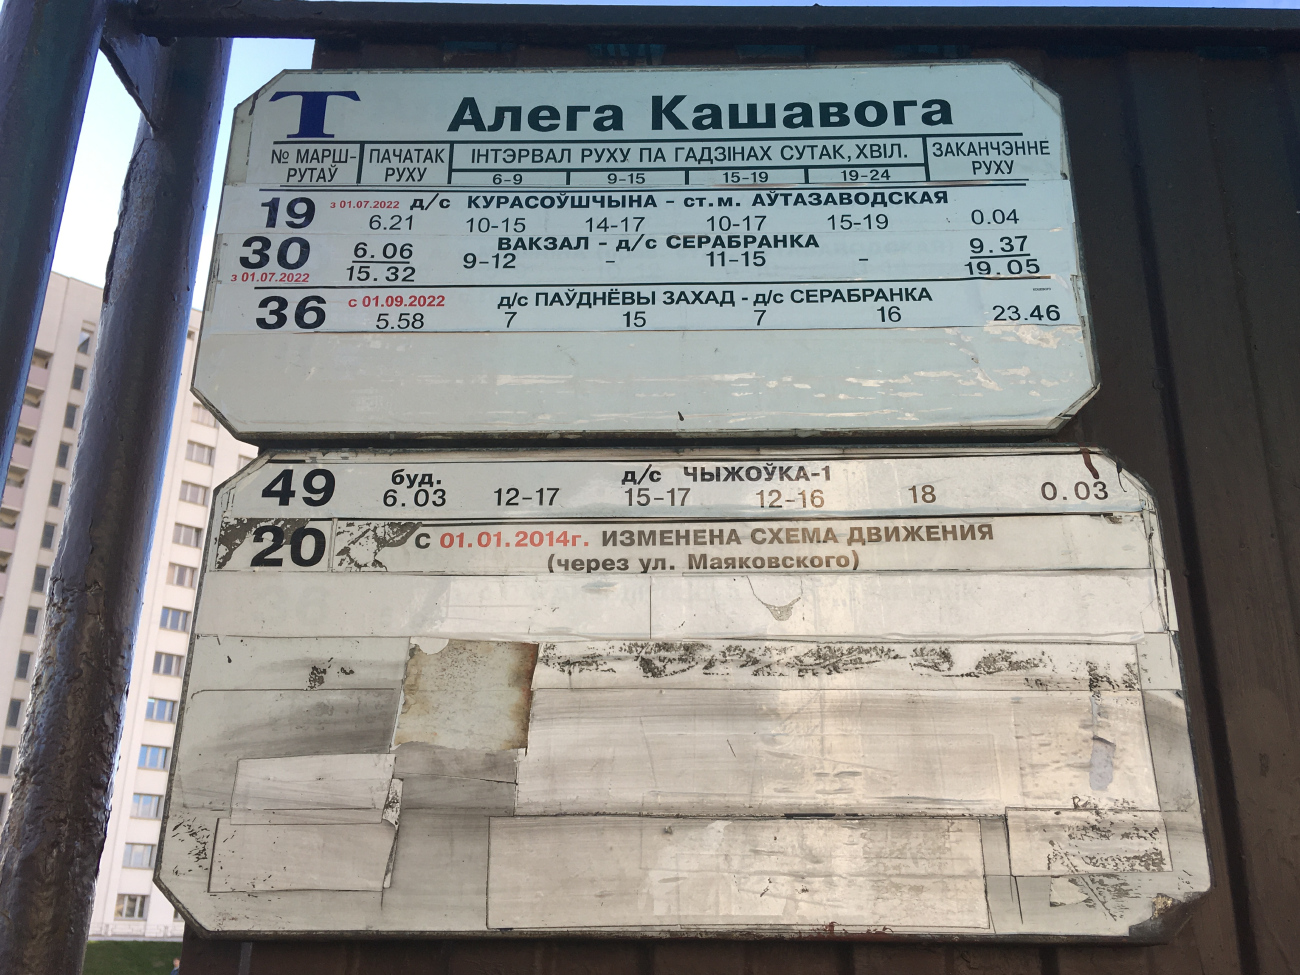 Т Алега Кашавога
№ МАРШ-РУТАЎ ПАЧАТАК РУХУ ІНТЭРВАЛ РУХУ ПА ГАДЗІНАХ СУТАК, ХВІЛ. ЗАКАНЧЭННЕ РУХУ
6-9 9-15 15-19 19-24
19 з 01.07.2022 д/с КУРАСОЎШЧЫНА - ст.м. АЎТАЗАВОДСКАЯ
6.21 10-15 14-17 10-17 15-19 0.04
30 6.06 ВАКЗАЛ - д/с СЕРАБРАНКА 9.37
з 01.07.2022 15.32 9-12 - 11-15 - 19.05
36 с 01.09.2022 д/с ПАЎДНЁВЫ ЗАХАД - д/с СЕРАБРАНКА
5.58 7 15 7 16 23.46
49 буд. д/с ЧЫЖОЎКА-1
6.03 12-17 15-17 12-16 18 0.03
20 С 01.01.2014г. ИЗМЕНЕНА СХЕМА ДВИЖЕНИЯ
(через ул. Маяковского)